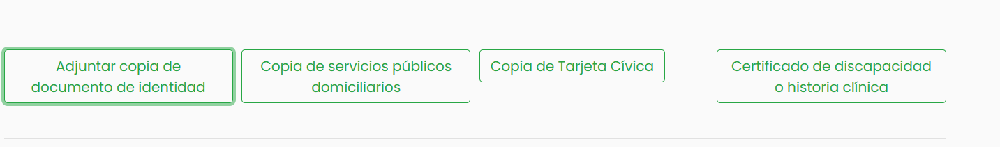 Adjuntar copia de
documento de identidad
Copia de servicios públicos
domiciliarios
Copia de Tarjeta Cívica
Certificado de discapacidad
o historia clínica